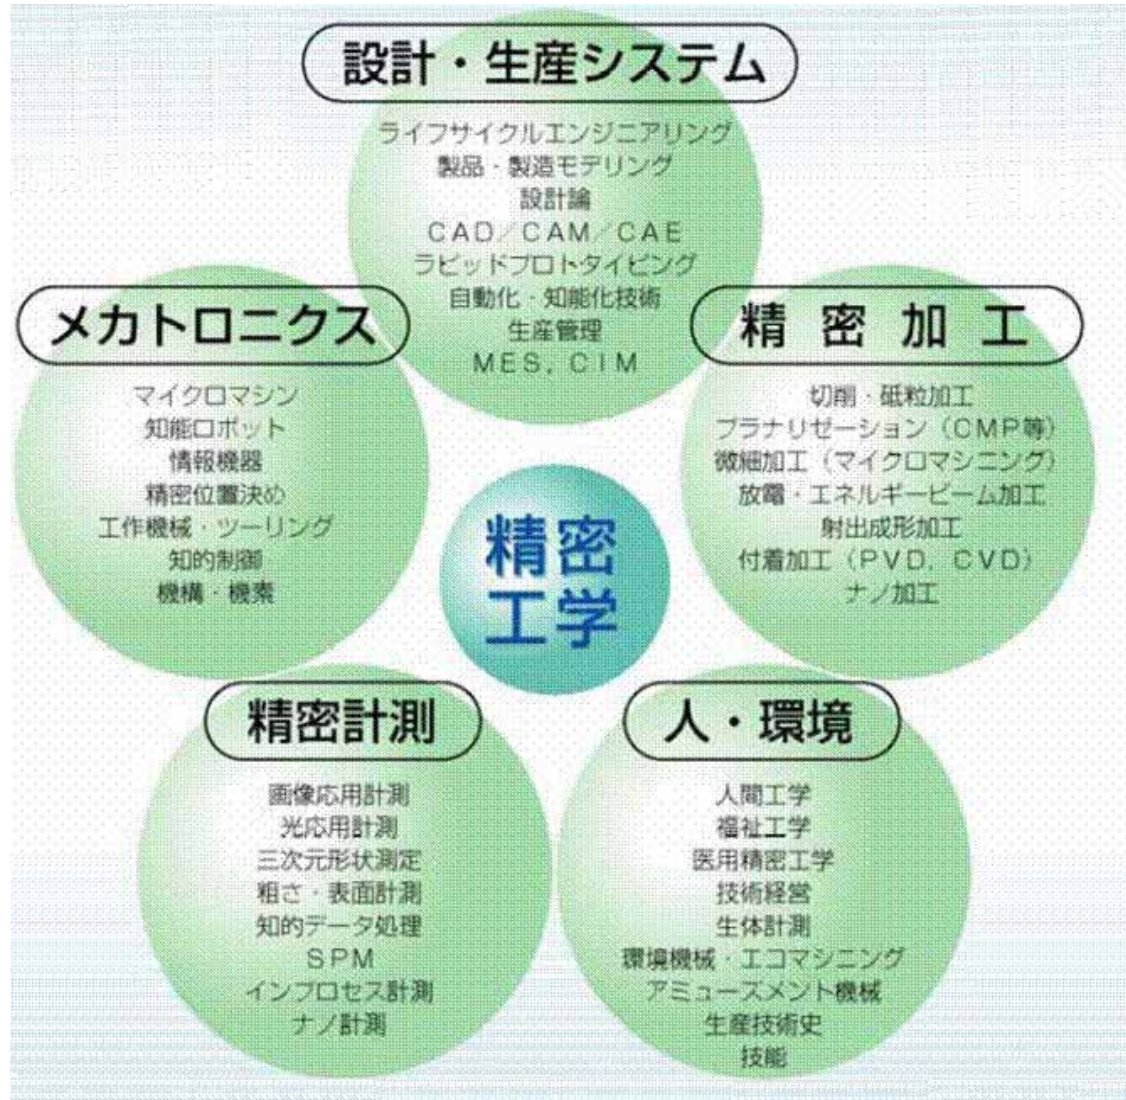 設計・生産システム
ライフサイクルエンジニアリング
製品・製造モデリング
設計論
CAD/CAM/CAE
ラピッドプロトタイピング
自動化・知能化技術
生産管理
MES, CIM
メカトロニクス
マイクロマシン
知能ロボット
情報機器
精密位置決め
工作機械・ツーリング
知的制御
機構・機素
精密加工
切削・砥粒加工
プラナリゼーション（CMP等）
微細加工（マイクロマシニング）
放電・エネルギービーム加工
射出成形加工
付着加工（PVD, CVD）
ナノ加工
精密
工学
精密計測
画像応用計測
光応用計測
三次元形状測定
粗さ・表面計測
知的データ処理
SPM
インプロセス計測
ナノ計測
人・環境
人間工学
福祉工学
医用精密工学
技術経営
生体計測
環境機械・エコマシニング
アミューズメント機械
生産技術史
技能